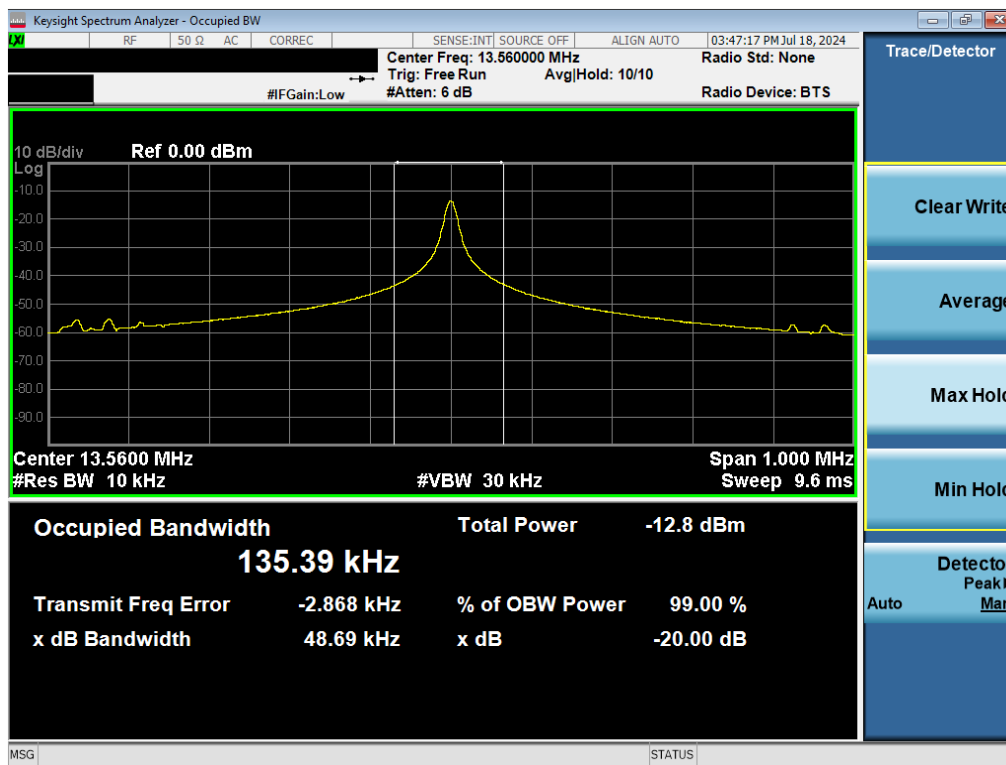 Keysight Spectrum Analyzer - Occupied BW
LXI
RF 50 Ω AC CORREC SENSE:INT SOURCE OFF ALIGN AUTO 03:47:17 PM Jul 18, 2024
Center Freq: 13.560000 MHz Radio Std: None
Trig: Free Run Avg|Hold: 10/10
#IFGain:Low #Atten: 6 dB Radio Device: BTS
Trace/Detector
10 dB/div Ref 0.00 dBm
Log
-10.0
-20.0
-30.0
-40.0
-50.0
-60.0
-70.0
-80.0
-90.0
Center 13.5600 MHz Span 1.000 MHz
#Res BW 10 kHz #VBW 30 kHz Sweep 9.6 ms
Occupied Bandwidth Total Power -12.8 dBm
135.39 kHz
Transmit Freq Error -2.868 kHz % of OBW Power 99.00 %
x dB Bandwidth 48.69 kHz x dB -20.00 dB
Clear Write
Average
Max Hold
Min Hold
Detecto
Peak
Auto Man
MSG STATUS